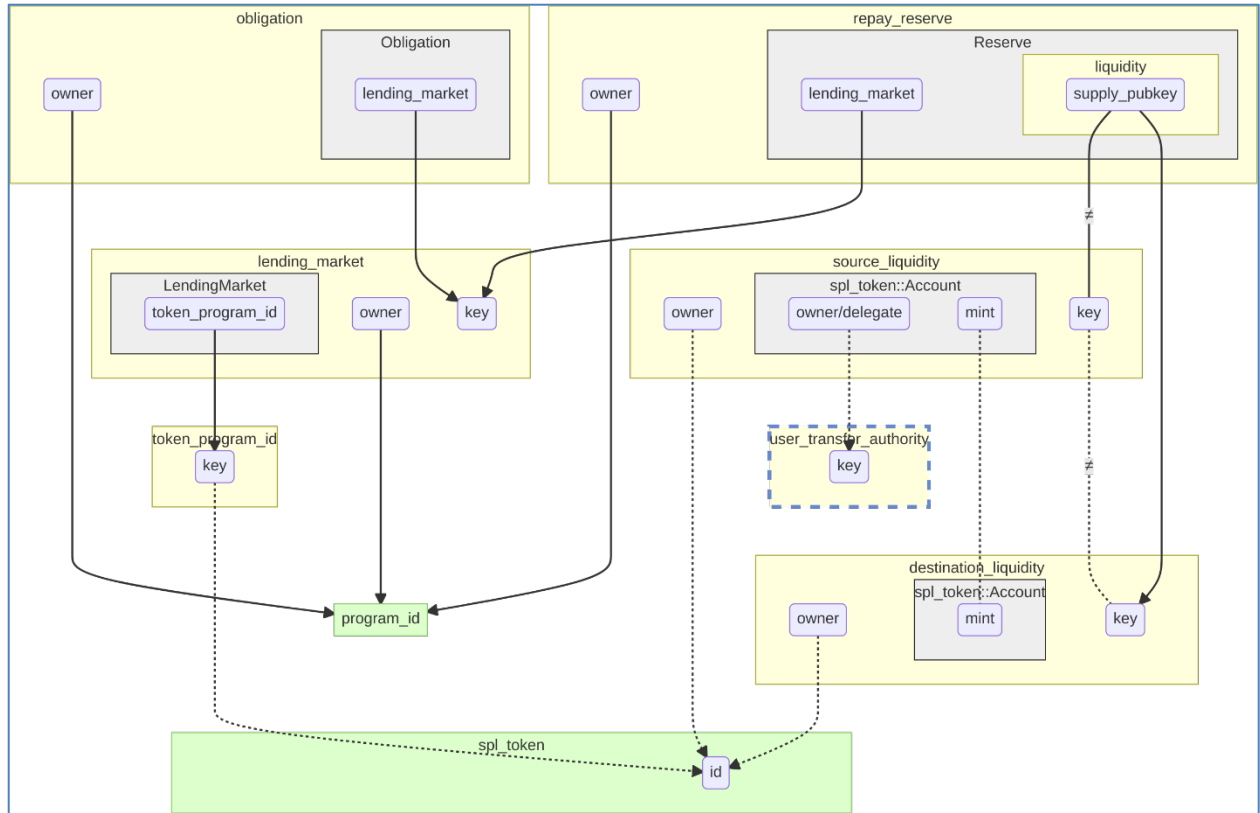 obligation
repay_reserve
Obligation
Reserve
liquidity
owner
lending_market
owner
lending_market
supply_pubkey
≠
lending_market
source_liquidity
LendingMarket
spl_token::Account
token_program_id
owner
key
owner
owner/delegate
mint
key
token_program_id
user_transfer_authority
key
key
≠
destination_liquidity
spl_token::Account
program_id
owner
mint
key
spl_token
id